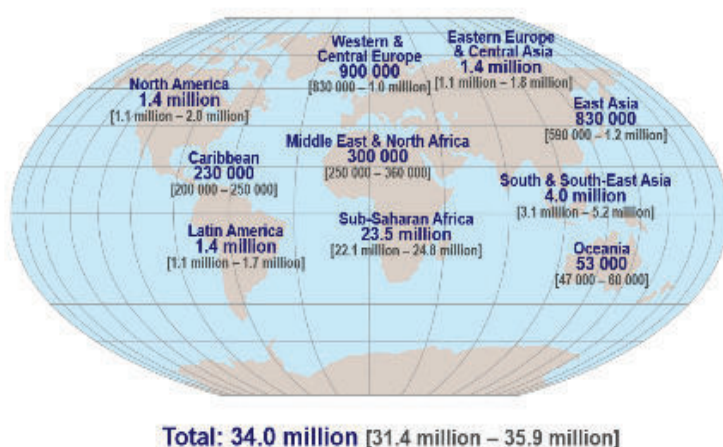 Western &
Central Europe
900 000
[830 000 – 1.0 million]
Eastern Europe
& Central Asia
1.4 million
[1.1 million – 1.8 million]
North America
1.4 million
[1.1 million – 2.0 million]
East Asia
830 000
[590 000 – 1.2 million]
Middle East & North Africa
300 000
[250 000 – 360 000]
Caribbean
230 000
[200 000 – 250 000]
South & South-East Asia
4.0 million
[3.1 million – 5.2 million]
Sub-Saharan Africa
23.5 million
[22.1 million – 24.8 million]
Latin America
1.4 million
[1.1 million – 1.7 million]
Oceania
53 000
[47 000 – 60 000]
Total: 34.0 million [31.4 million – 35.9 million]